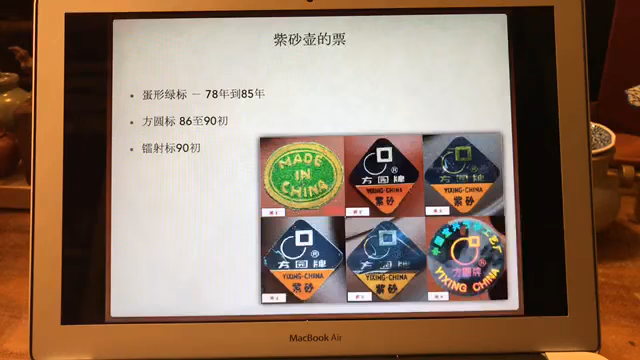 紫砂壶的票
• 蛋形绿标 － 78年到85年
• 方圆标 86至90初
• 镭射标90初
MADE
IN
CHINA
方圆牌
®
YIXING-CHINA
紫砂
®
YIXING-CHINA
紫砂
方圆牌
®
YIXING-CHINA
紫砂
YIXING-CHINA
紫砂
®
方圆牌
YIXING CHINA
MacBook Air